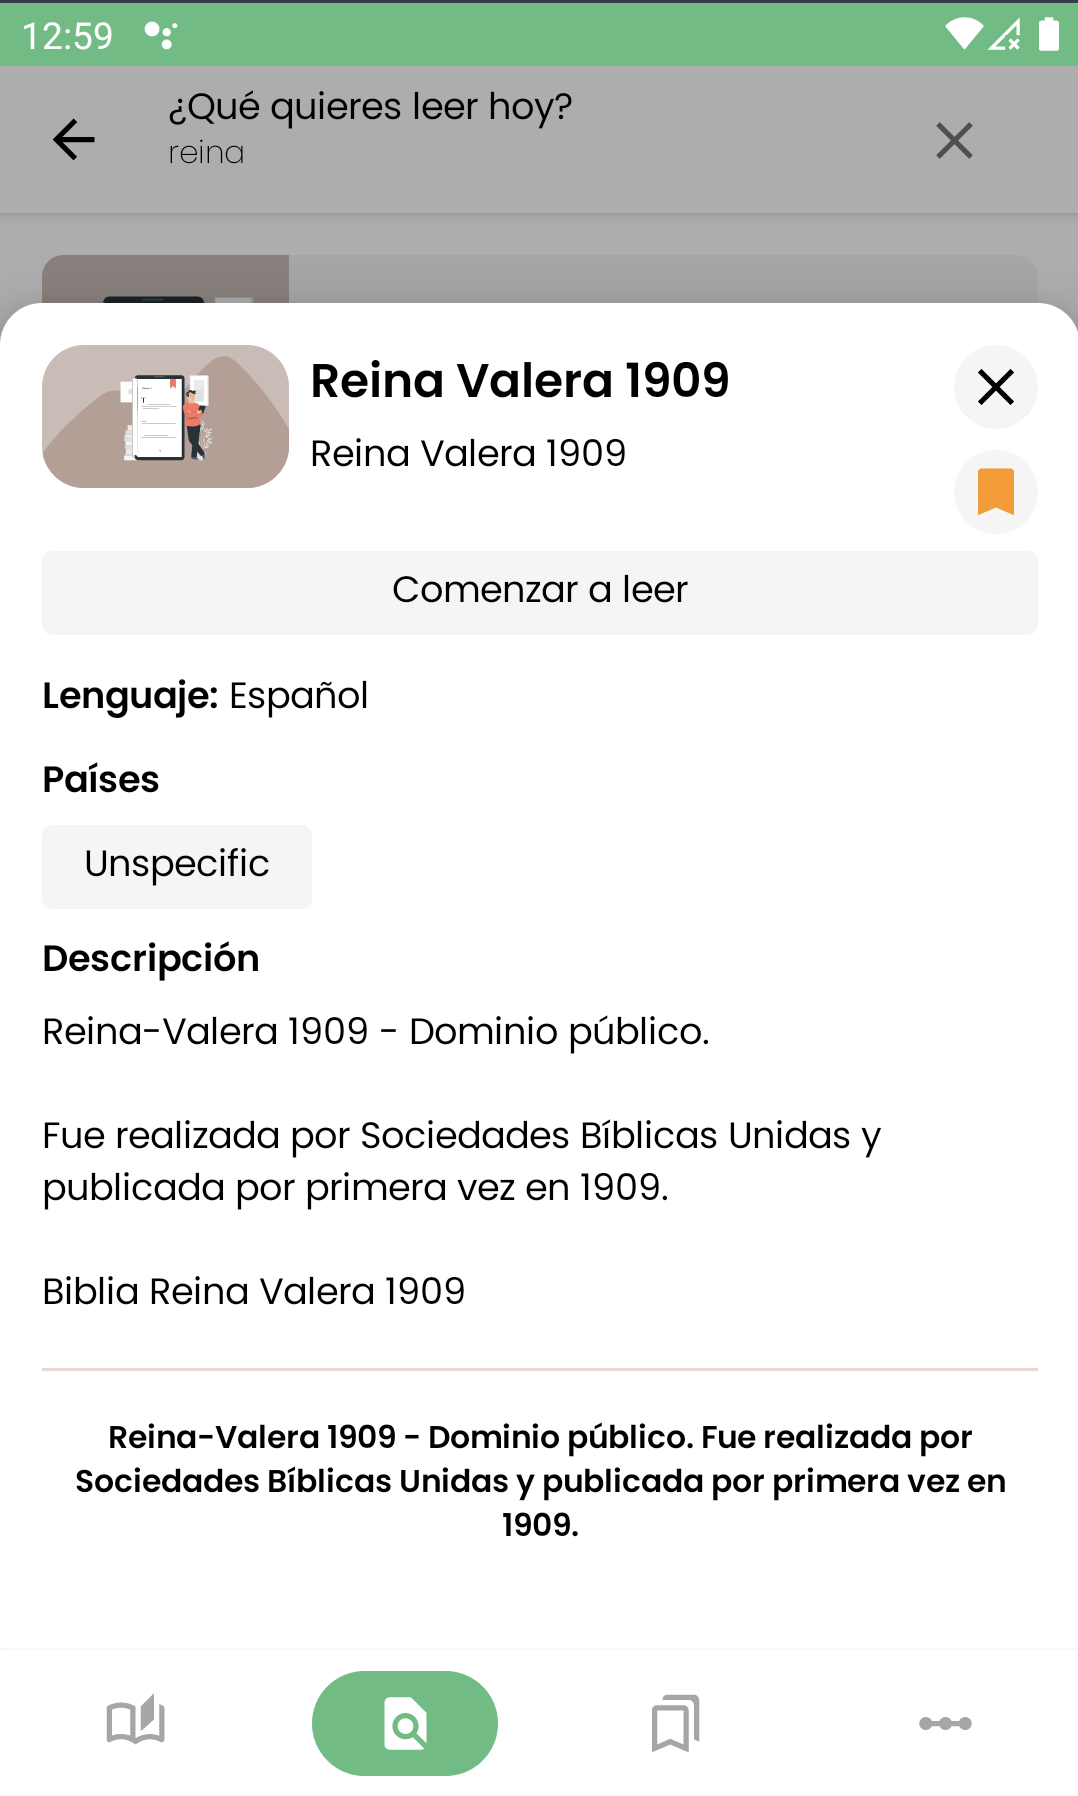 12:59
¿Qué quieres leer hoy?
reina
Reina Valera 1909
Reina Valera 1909
Comenzar a leer
Lenguaje: Español
Países
Unspecific
Descripción
Reina-Valera 1909 - Dominio público.
Fue realizada por Sociedades Bíblicas Unidas y
publicada por primera vez en 1909.
Biblia Reina Valera 1909
Reina-Valera 1909 - Dominio público. Fue realizada por
Sociedades Bíblicas Unidas y publicada por primera vez en
1909.